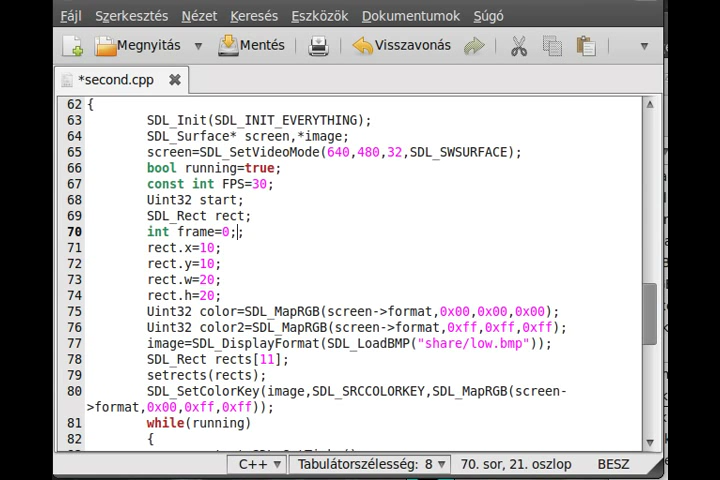 Fájl Szerkesztés Nézet Keresés Eszközök Dokumentumok Súgó
Megnyitás Mentés Visszavonás
*second.cpp
62 {
63 SDL_Init(SDL_INIT_EVERYTHING);
64 SDL_Surface* screen,*image;
65 screen=SDL_SetVideoMode(640,480,32,SDL_SWSURFACE);
66 bool running=true;
67 const int FPS=30;
68 Uint32 start;
69 SDL_Rect rect;
70 int frame=0;;
71 rect.x=10;
72 rect.y=10;
73 rect.w=20;
74 rect.h=20;
75 Uint32 color=SDL_MapRGB(screen->format,0x00,0x00,0x00);
76 Uint32 color2=SDL_MapRGB(screen->format,0xff,0xff,0xff);
77 image=SDL_DisplayFormat(SDL_LoadBMP("share/low.bmp"));
78 SDL_Rect rects[11];
79 setrects(rects);
80 SDL_SetColorKey(image,SDL_SRCCOLORKEY,SDL_MapRGB(screen-
>format,0x00,0xff,0xff));
81 while(running)
82 {
C++ Tabulátorszélesség: 8 70. sor, 21. oszlop BESZ